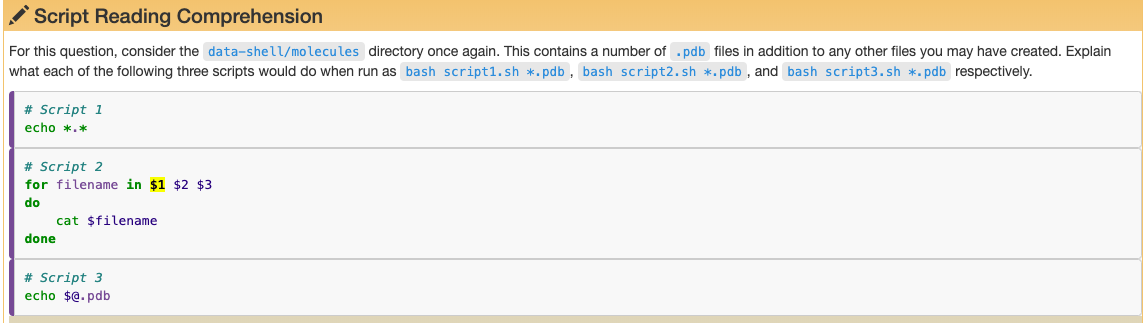 Script Reading Comprehension
For this question, consider the data-shell/molecules directory once again. This contains a number of .pdb files in addition to any other files you may have created. Explain
what each of the following three scripts would do when run as bash script1.sh *.pdb, bash script2.sh *.pdb, and bash script3.sh *.pdb respectively.
# Script 1
echo *.*
# Script 2
for filename in $1 $2 $3
do
    cat $filename
done
# Script 3
echo $@.pdb